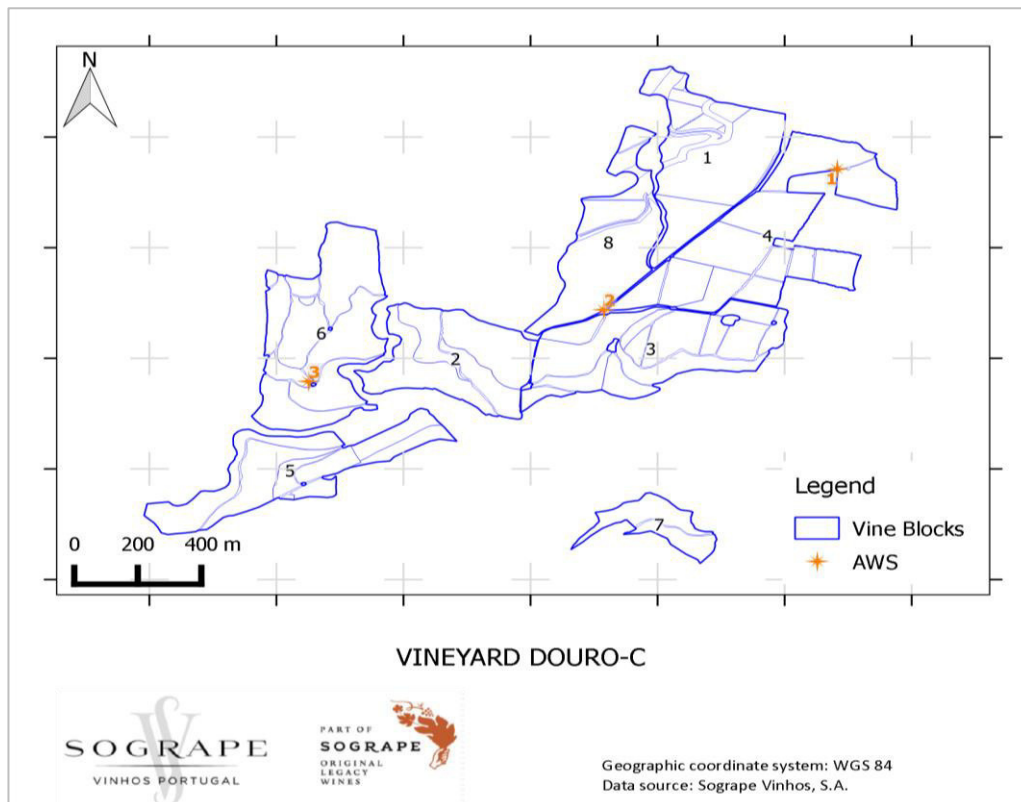 N
1
1
4
8
2
3
6
3
2
5
7
Legend
Vine Blocks
AWS
0 200 400 m
VINEYARD DOURO-C
SOGRAPE
VINHOS PORTUGAL
PART OF
SOGRAPE
ORIGINAL
LEGACY
WINES
Geographic coordinate system: WGS 84
Data source: Sogrape Vinhos, S.A.